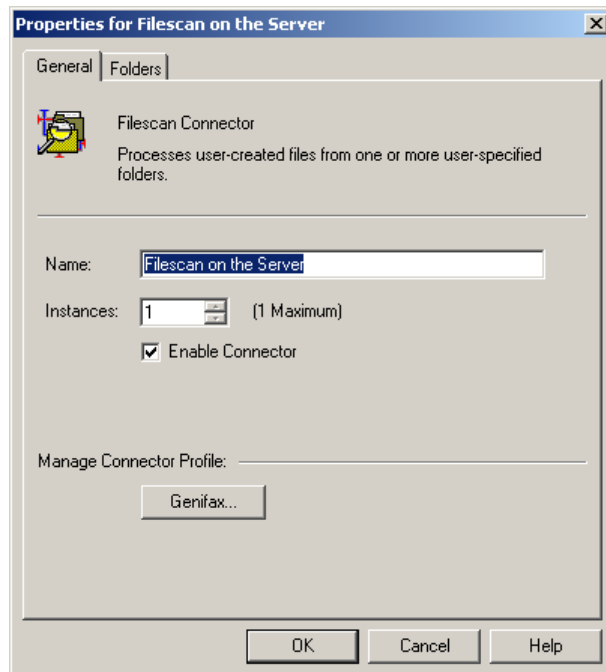 Properties for Filescan on the Server
General Folders
Filescan Connector
Processes user-created files from one or more user-specified
folders.
Name: Filescan on the Server
Instances: 1 (1 Maximum)
Enable Connector
Manage Connector Profile:
Genifax...
OK Cancel Help